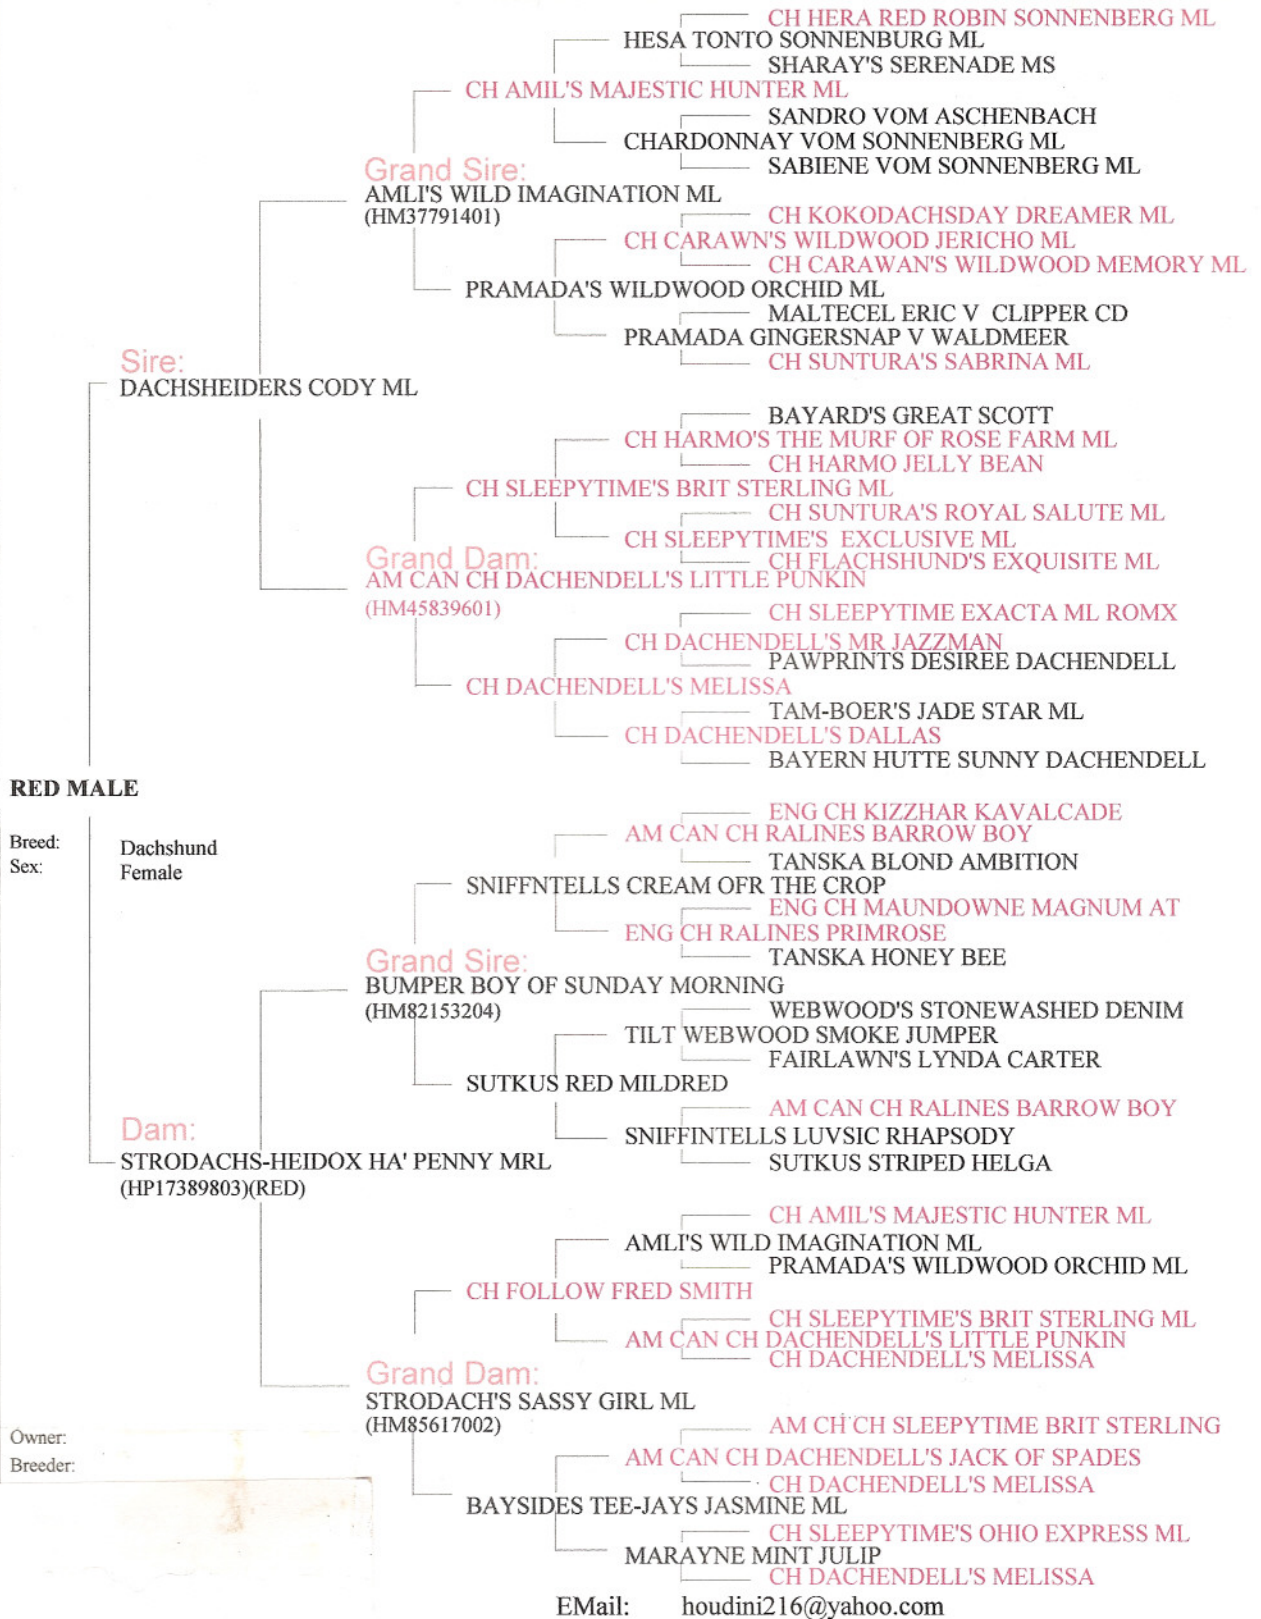 CH HERA RED ROBIN SONNENBERG ML
HESA TONTO SONNENBURG ML
SHARAY'S SERENADE MS
CH AMIL'S MAJESTIC HUNTER ML
SANDRO VOM ASCHENBACH
CHARDONNAY VOM SONNENBERG ML
SABIENE VOM SONNENBERG ML
Grand Sire:
AMLI'S WILD IMAGINATION ML
(HM37791401)
CH KOKODACHSDAY DREAMER ML
CH CARAWN'S WILDWOOD JERICHO ML
CH CARAWAN'S WILDWOOD MEMORY ML
PRAMADA'S WILDWOOD ORCHID ML
MALTECEL ERIC V CLIPPER CD
PRAMADA GINGERSNAP V WALDMEER
CH SUNTURA'S SABRINA ML
Sire:
DACHSHEIDERS CODY ML
BAYARD'S GREAT SCOTT
CH HARMO'S THE MURF OF ROSE FARM ML
CH HARMO JELLY BEAN
CH SLEEPYTIME'S BRIT STERLING ML
CH SUNTURA'S ROYAL SALUTE ML
CH SLEEPYTIME'S EXCLUSIVE ML
CH FLACHSHUND'S EXQUISITE ML
Grand Dam:
AM CAN CH DACHENDELL'S LITTLE PUNKIN
(HM45839601)
CH SLEEPYTIME EXACTA ML ROMX
CH DACHENDELL'S MR JAZZMAN
PAWPRINTS DESIREE DACHENDELL
CH DACHENDELL'S MELISSA
TAM-BOER'S JADE STAR ML
CH DACHENDELL'S DALLAS
BAYERN HUTTE SUNNY DACHENDELL
RED MALE
Breed: Dachshund
Sex: Female
ENG CH KIZZHAR KAVALCADE
AM CAN CH RALINES BARROW BOY
TANSKA BLOND AMBITION
SNIFFNTELLS CREAM OFR THE CROP
ENG CH MAUNDOWNE MAGNUM AT
ENG CH RALINES PRIMROSE
TANSKA HONEY BEE
Grand Sire:
BUMPER BOY OF SUNDAY MORNING
(HM82153204)
WEBWOOD'S STONEWASHED DENIM
TILT WEBWOOD SMOKE JUMPER
FAIRLAWN'S LYNDA CARTER
SUTKUS RED MILDRED
AM CAN CH RALINES BARROW BOY
SNIFFINTELLS LUVSIC RHAPSODY
SUTKUS STRIPED HELGA
Dam:
STRODACHS-HEIDOX HA' PENNY MRL
(HP17389803)(RED)
CH AMIL'S MAJESTIC HUNTER ML
AMLI'S WILD IMAGINATION ML
PRAMADA'S WILDWOOD ORCHID ML
CH FOLLOW FRED SMITH
CH SLEEPYTIME'S BRIT STERLING ML
AM CAN CH DACHENDELL'S LITTLE PUNKIN
CH DACHENDELL'S MELISSA
Grand Dam:
STRODACH'S SASSY GIRL ML
(HM85617002)
AM CH CH SLEEPYTIME BRIT STERLING
AM CAN CH DACHENDELL'S JACK OF SPADES
CH DACHENDELL'S MELISSA
BAYSIDES TEE-JAYS JASMINE ML
CH SLEEPYTIME'S OHIO EXPRESS ML
MARAYNE MINT JULIP
CH DACHENDELL'S MELISSA
Owner:
Breeder:
EMail: houdini216@yahoo.com